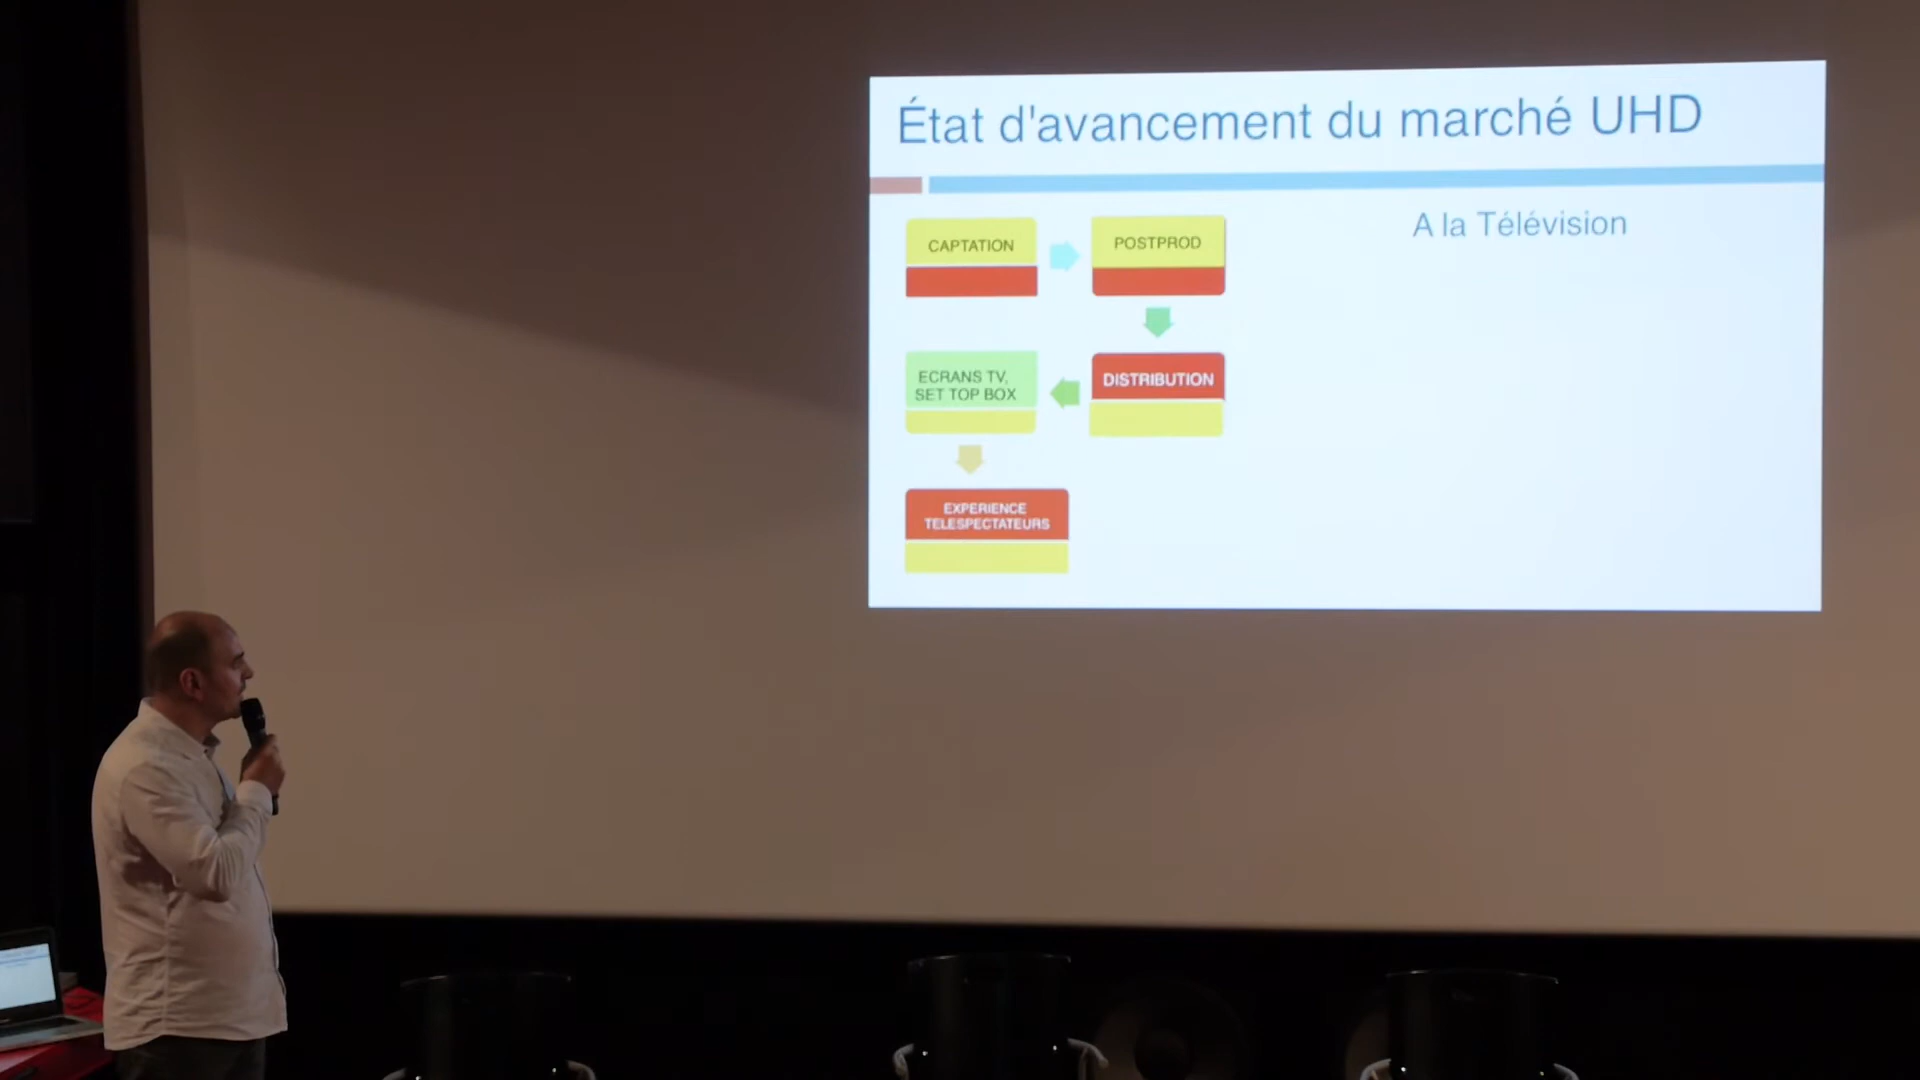 État d'avancement du marché UHD
A la Télévision
CAPTATION
POSTPROD
ECRANS TV,
SET TOP BOX
DISTRIBUTION
EXPERIENCE
TELESPECTATEURS